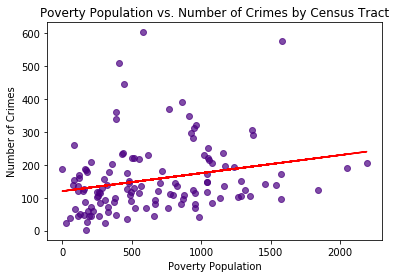 Poverty Population vs. Number of Crimes by Census Tract
Number of Crimes
600
500
400
300
200
100
0
0 500 1000 1500 2000
Poverty Population